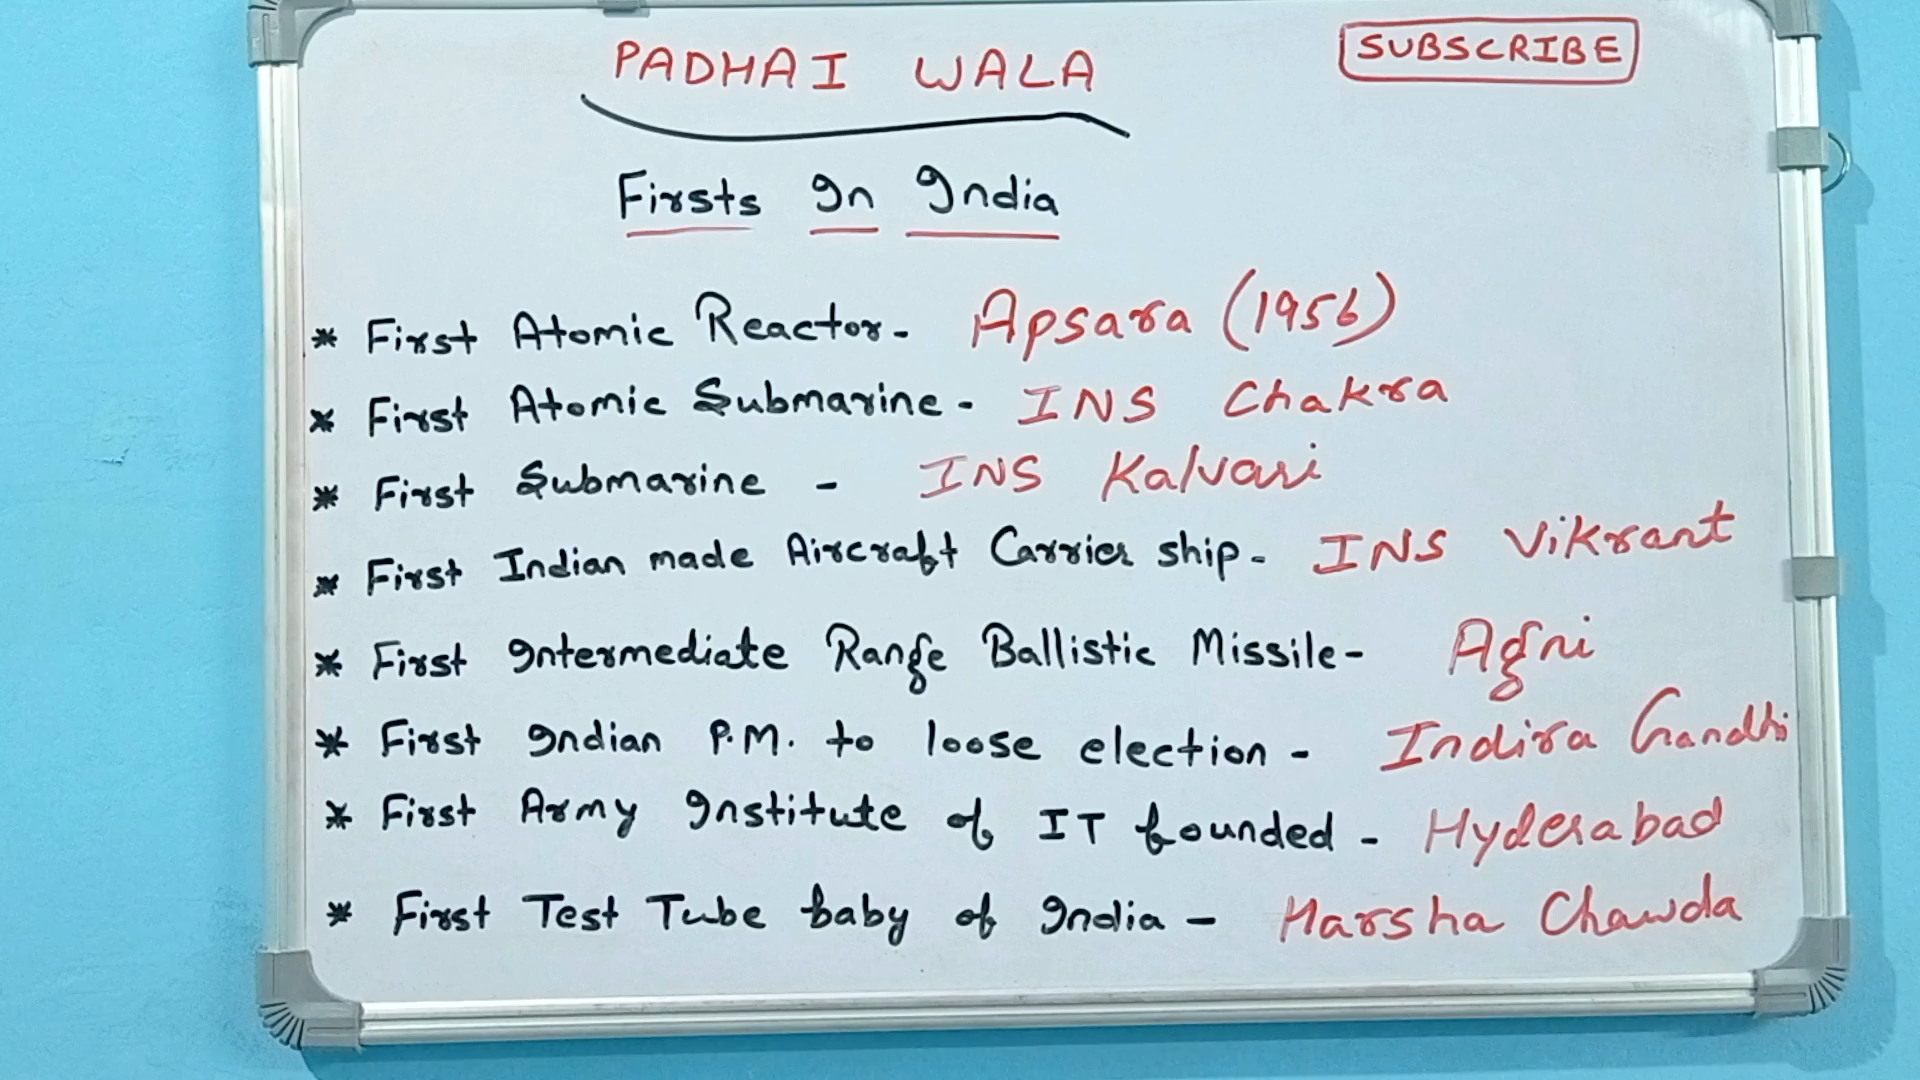 PADHAI WALA
SUBSCRIBE
Firsts In India
* First Atomic Reactor- Apsara (1956)
* First Atomic Submarine- INS Chakra
* First Submarine - INS Kalvari
* First Indian made Aircraft Carrier ship- INS Vikrant
* First Intermediate Range Ballistic Missile- Agni
* First Indian P.M. to loose election- Indira Gandhi
* First Army Institute of IT founded- Hyderabad
* First Test Tube baby of India- Harsha Chawda